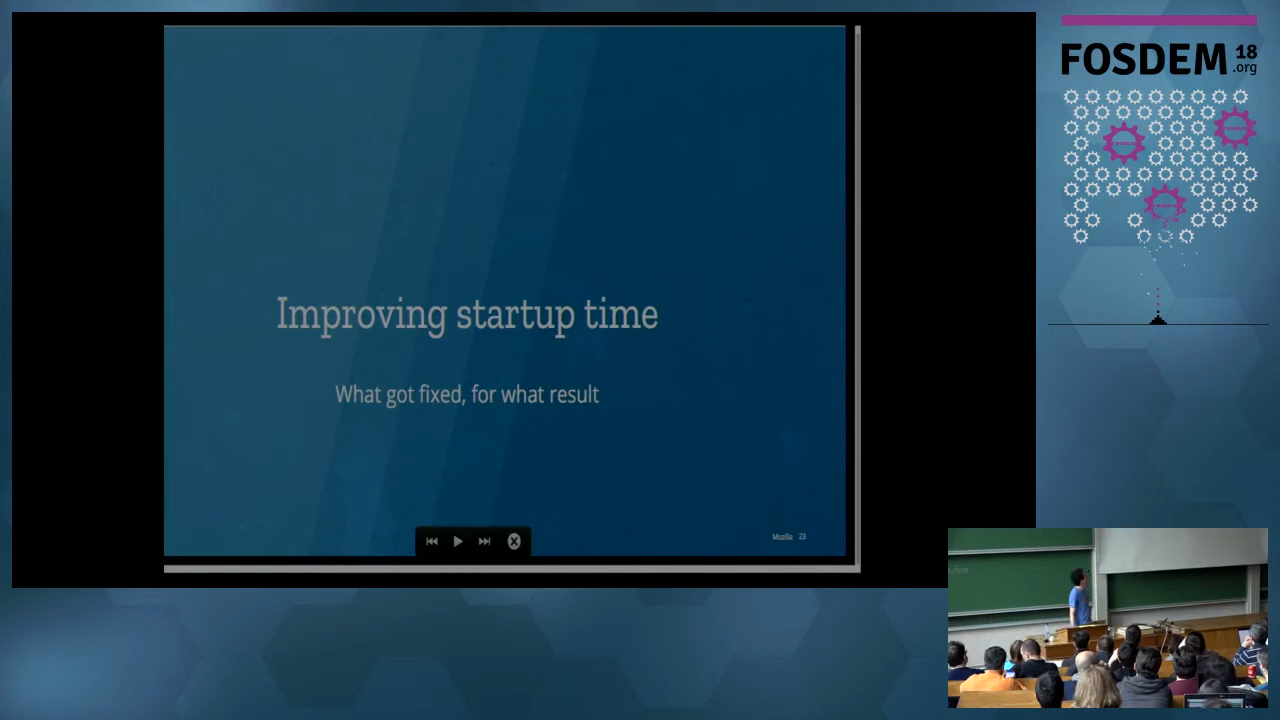 Improving startup time
What got fixed, for what result
Mozilla 23
FOSDEM 18
.org